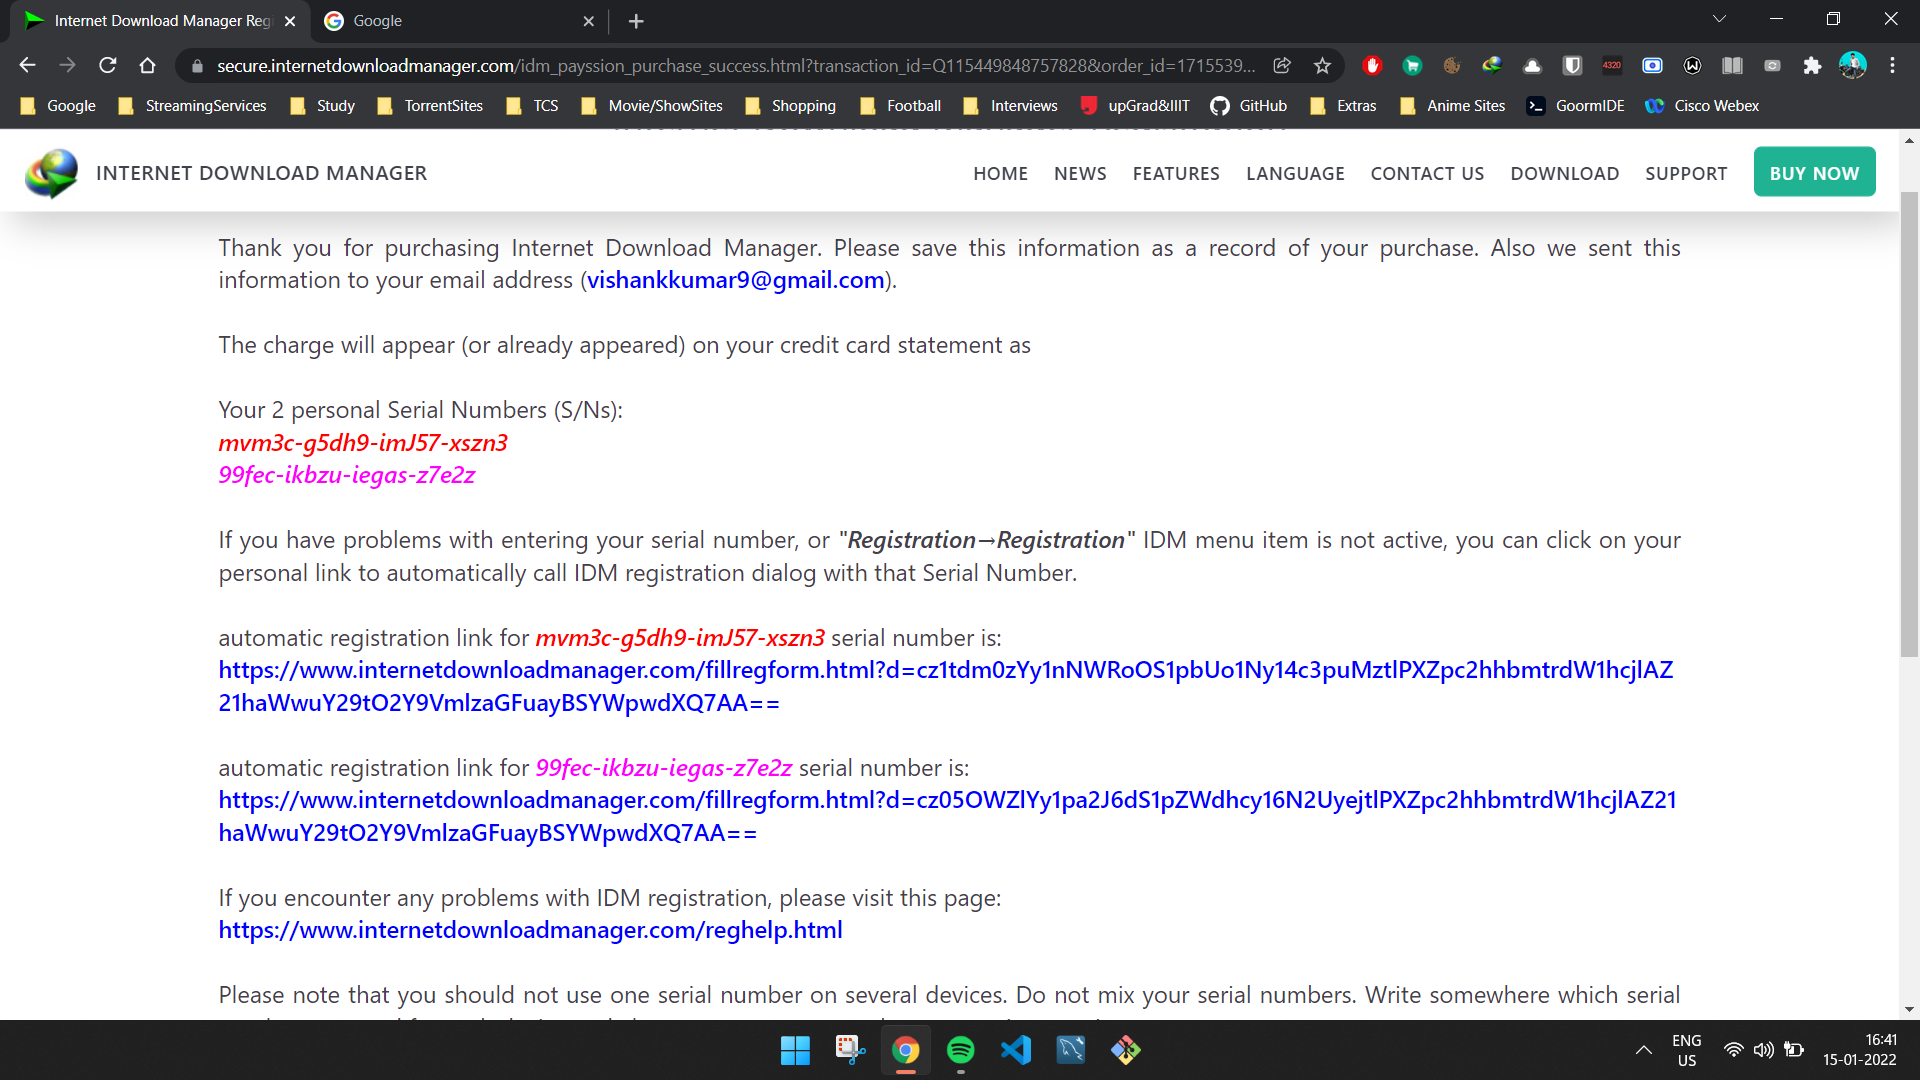 Internet Download Manager Reg
Google
secure.internetdownloadmanager.com/idm_payssion_purchase_success.html?transaction_id=Q115449848757828&order_id=1715539...
4320
Google StreamingServices Study TorrentSites TCS Movie/ShowSites Shopping Football Interviews upGrad&IIIT GitHub Extras Anime Sites GoormIDE Cisco Webex
INTERNET DOWNLOAD MANAGER HOME NEWS FEATURES LANGUAGE CONTACT US DOWNLOAD SUPPORT BUY NOW
Thank you for purchasing Internet Download Manager. Please save this information as a record of your purchase. Also we sent this
information to your email address (vishankkumar9@gmail.com).
The charge will appear (or already appeared) on your credit card statement as
Your 2 personal Serial Numbers (S/Ns):
mvm3c-g5dh9-imJ57-xszn3
99fec-ikbzu-iegas-z7e2z
If you have problems with entering your serial number, or "Registration→Registration" IDM menu item is not active, you can click on your
personal link to automatically call IDM registration dialog with that Serial Number.
automatic registration link for mvm3c-g5dh9-imJ57-xszn3 serial number is:
https://www.internetdownloadmanager.com/fillregform.html?d=cz1tdm0zYy1nNWRoOS1pbUo1Ny14c3puMztlPXZpc2hhbmtrdW1hcjlAZ
21haWwuY29tO2Y9VmlzaGFuayBSYWpwdXQ7AA==
automatic registration link for 99fec-ikbzu-iegas-z7e2z serial number is:
https://www.internetdownloadmanager.com/fillregform.html?d=cz05OWZlYy1pa2J6dS1pZWdhcy16N2UyejtlPXZpc2hhbmtrdW1hcjlAZ21
haWwuY29tO2Y9VmlzaGFuayBSYWpwdXQ7AA==
If you encounter any problems with IDM registration, please visit this page:
https://www.internetdownloadmanager.com/reghelp.html
Please note that you should not use one serial number on several devices. Do not mix your serial numbers. Write somewhere which serial
ENG
US
16:41
15-01-2022